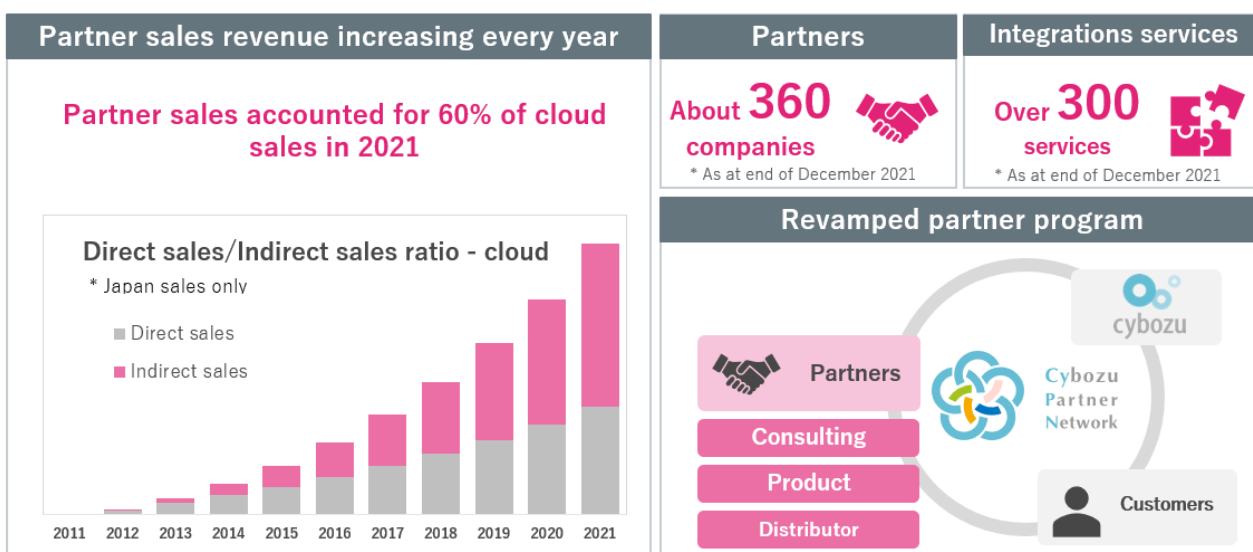 Partner sales revenue increasing every year
Partner sales accounted for 60% of cloud
sales in 2021
Direct sales/Indirect sales ratio - cloud
* Japan sales only
Direct sales
Indirect sales
2011 2012 2013 2014 2015 2016 2017 2018 2019 2020 2021
Partners
About 360
companies
* As at end of December 2021
Integrations services
Over 300
services
* As at end of December 2021
Revamped partner program
cybozu
Partners
Cybozu
Partner
Network
Consulting
Product
Distributor
Customers